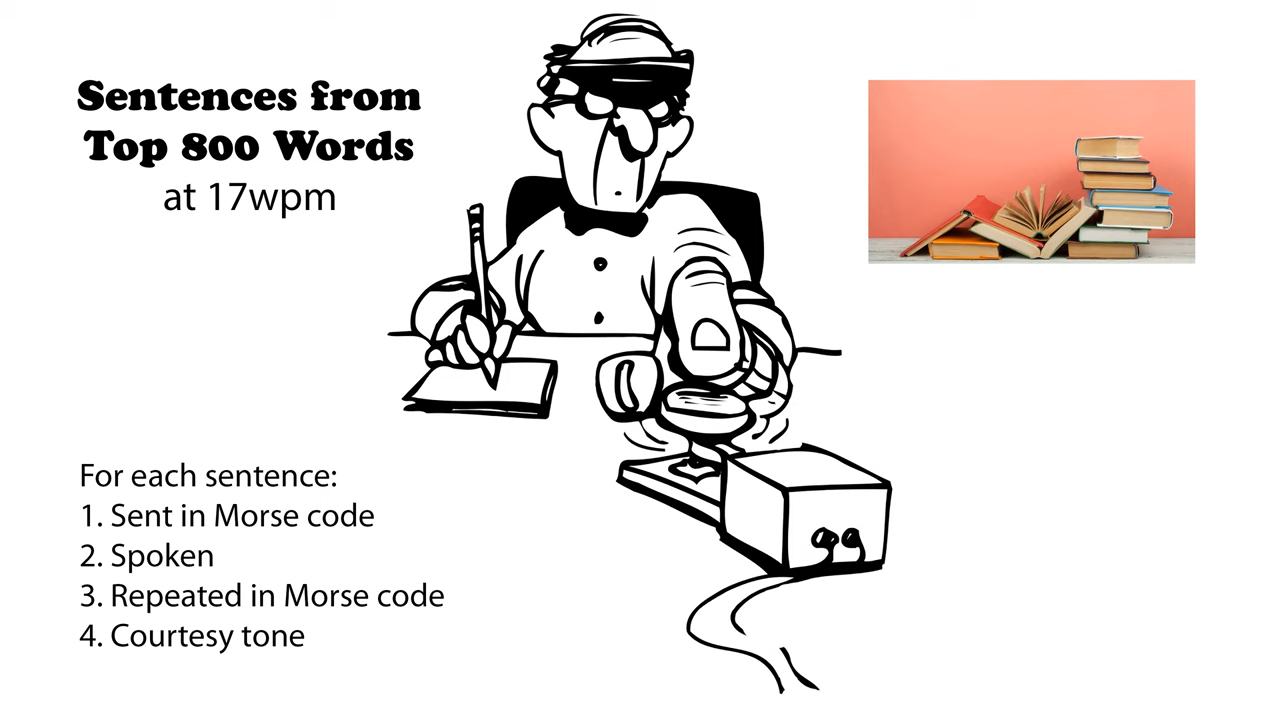 Sentences from
Top 800 Words
at 17wpm
For each sentence:
1. Sent in Morse code
2. Spoken
3. Repeated in Morse code
4. Courtesy tone